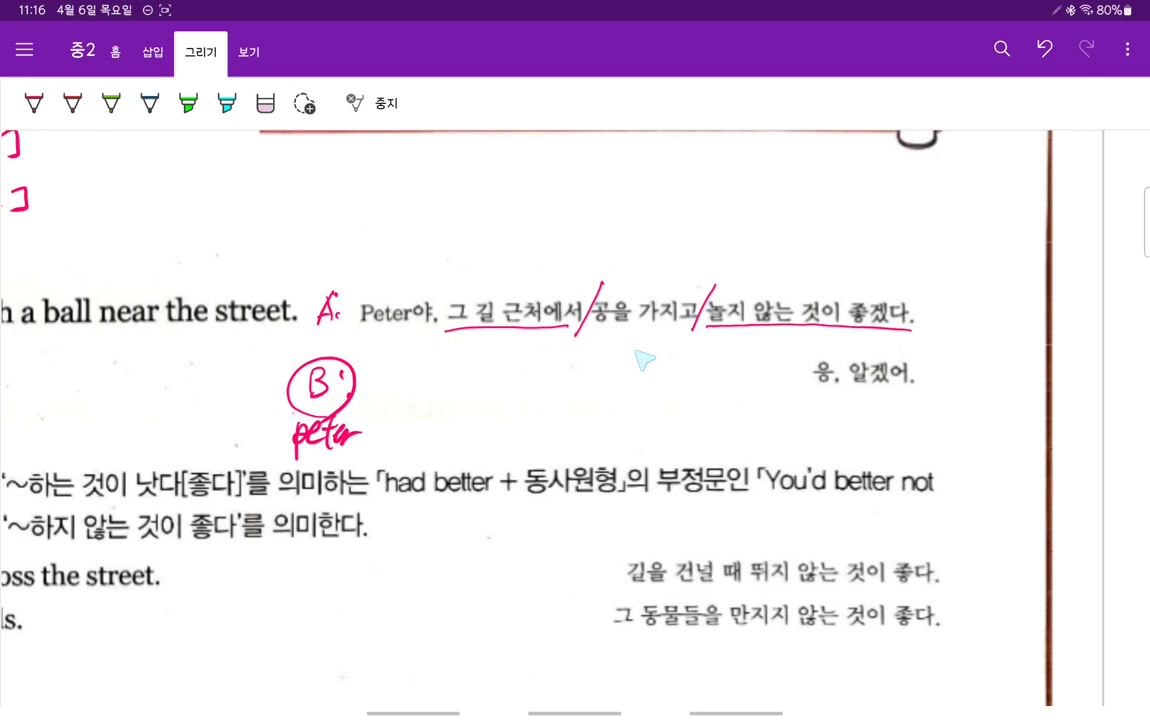 11:16 4월 6일 목요일 80%
중2 홈 삽입 그리기 보기
중지
]
]
h a ball near the street. A: Peter야, 그 길 근처에서 공을 가지고 놀지 않는 것이 좋겠다.
B: 응, 알겠어.
peter
‘~하는 것이 낫다[좋다]’를 의미하는 「had better + 동사원형」의 부정문인 「You’d better not
‘~하지 않는 것이 좋다’를 의미한다.
oss the street. 길을 건널 때 뛰지 않는 것이 좋다.
ls. 그 동물들을 만지지 않는 것이 좋다.